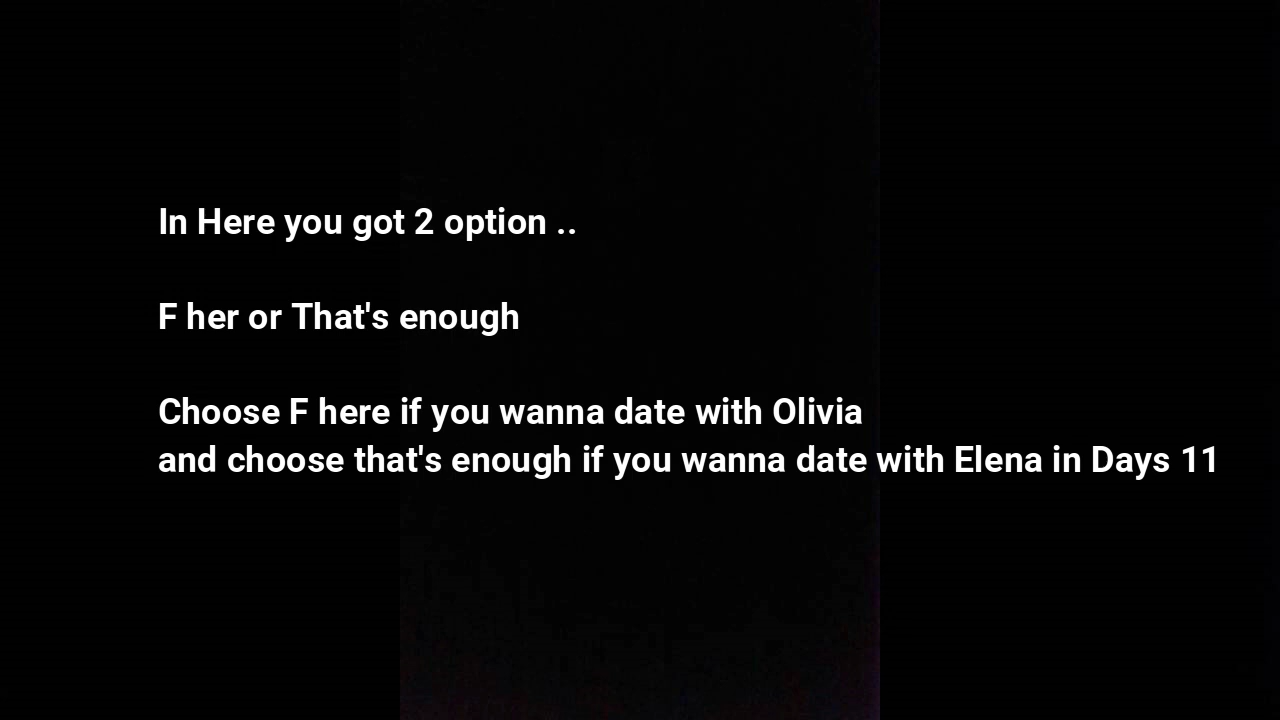 In Here you got 2 option ..
F her or That's enough
Choose F here if you wanna date with Olivia
and choose that's enough if you wanna date with Elena in Days 11